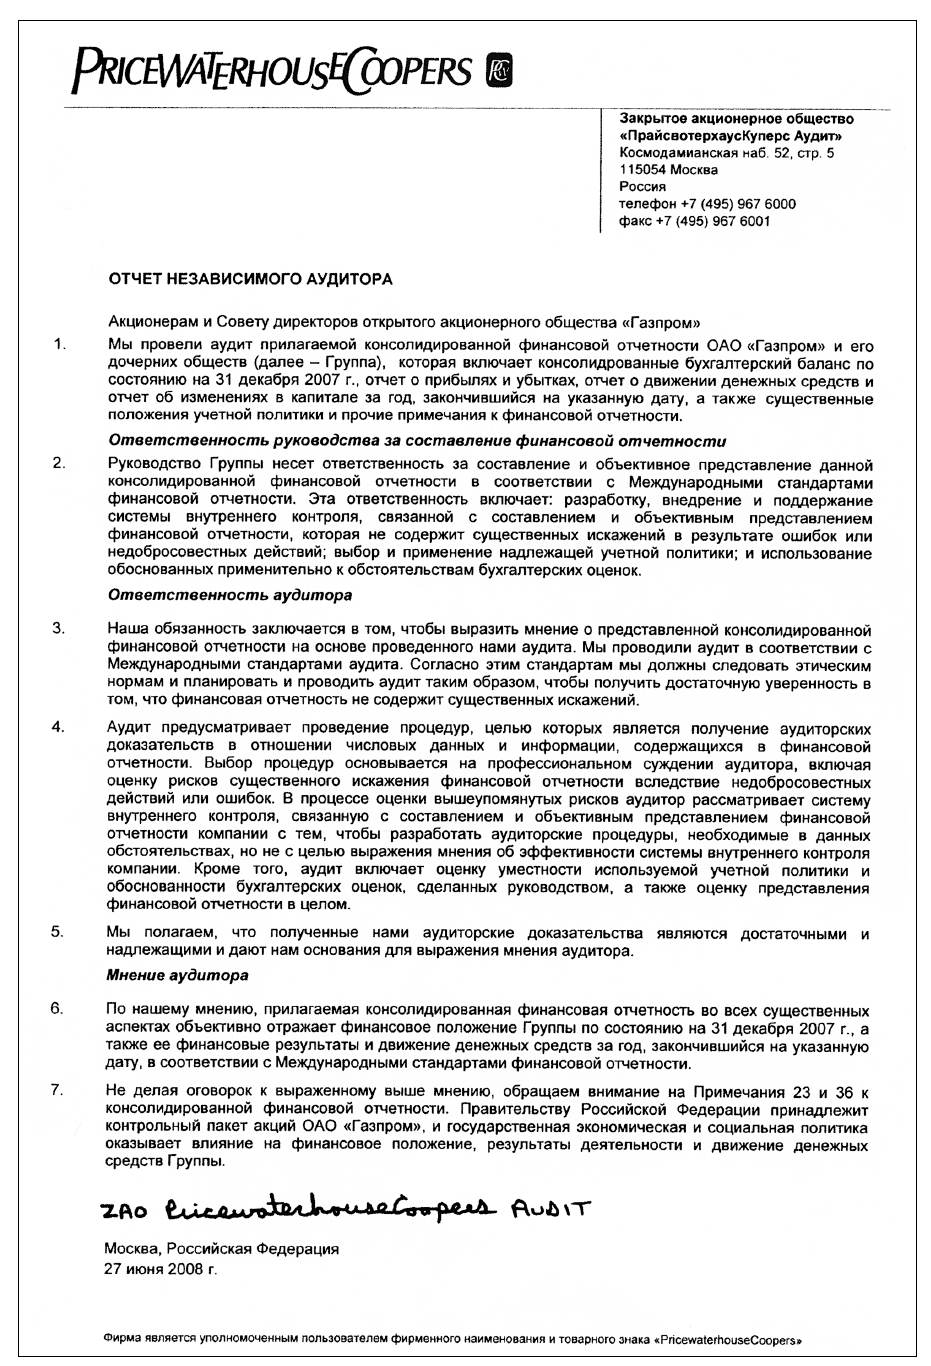 PRICEWATERHOUSECOOPERS PwC
Закрытое акционерное общество
«ПрайсвотерхаусКуперс Аудит»
Космодамианская наб. 52, стр. 5
115054 Москва
Россия
телефон +7 (495) 967 6000
факс +7 (495) 967 6001
ОТЧЕТ НЕЗАВИСИМОГО АУДИТОРА
Акционерам и Совету директоров открытого акционерного общества «Газпром»
1. Мы провели аудит прилагаемой консолидированной финансовой отчетности ОАО «Газпром» и его
дочерних обществ (далее – Группа), которая включает консолидрованные бухгалтерский баланс по
состоянию на 31 декабря 2007 г., отчет о прибылях и убытках, отчет о движении денежных средств и
отчет об изменениях в капитале за год, закончившийся на указанную дату, а также существенные
положения учетной политики и прочие примечания к финансовой отчетности.
Ответственность руководства за составление финансовой отчетности
2. Руководство Группы несет ответственность за составление и объективное представление данной
консолидированной финансовой отчетности в соответствии с Международными стандартами
финансовой отчетности. Эта ответственность включает: разработку, внедрение и поддержание
системы внутреннего контроля, связанной с составлением и объективным представлением
финансовой отчетности, которая не содержит существенных искажений в результате ошибок или
недобросовестных действий; выбор и применение надлежащей учетной политики; и использование
обоснованных применительно к обстоятельствам бухгалтерских оценок.
Ответственность аудитора
3. Наша обязанность заключается в том, чтобы выразить мнение о представленной консолидированной
финансовой отчетности на основе проведенного нами аудита. Мы проводили аудит в соответствии с
Международными стандартами аудита. Согласно этим стандартам мы должны следовать этическим
нормам и планировать и проводить аудит таким образом, чтобы получить достаточную уверенность в
том, что финансовая отчетность не содержит существенных искажений.
4. Аудит предусматривает проведение процедур, целью которых является получение аудиторских
доказательств в отношении числовых данных и информации, содержащихся в финансовой
отчетности. Выбор процедур основывается на профессиональном суждении аудитора, включая
оценку рисков существенного искажения финансовой отчетности вследствие недобросовестных
действий или ошибок. В процессе оценки вышеупомянутых рисков аудитор рассматривает систему
внутреннего контроля, связанную с составлением и объективным представлением финансовой
отчетности компании с тем, чтобы разработать аудиторские процедуры, необходимые в данных
обстоятельствах, но не с целью выражения мнения об эффективности системы внутреннего контроля
компании. Кроме того, аудит включает оценку уместности используемой учетной политики и
обоснованности бухгалтерских оценок, сделанных руководством, а также оценку представления
финансовой отчетности в целом.
5. Мы полагаем, что полученные нами аудиторские доказательства являются достаточными и
надлежащими и дают нам основания для выражения мнения аудитора.
Мнение аудитора
6. По нашему мнению, прилагаемая консолидированная финансовая отчетность во всех существенных
аспектах объективно отражает финансовое положение Группы по состоянию на 31 декабря 2007 г., а
также ее финансовые результаты и движение денежных средств за год, закончившийся на указанную
дату, в соответствии с Международными стандартами финансовой отчетности.
7. Не делая оговорок к выраженному выше мнению, обращаем внимание на Примечания 23 и 36 к
консолидированной финансовой отчетности. Правительству Российской Федерации принадлежит
контрольный пакет акций ОАО «Газпром», и государственная экономическая и социальная политика
оказывает влияние на финансовое положение, результаты деятельности и движение денежных
средств Группы.
ZAO PricewaterhouseCoopers AUDIT
Москва, Российская Федерация
27 июня 2008 г.
Фирма является уполномоченным пользователем фирменного наименования и товарного знака «PricewaterhouseCoopers»